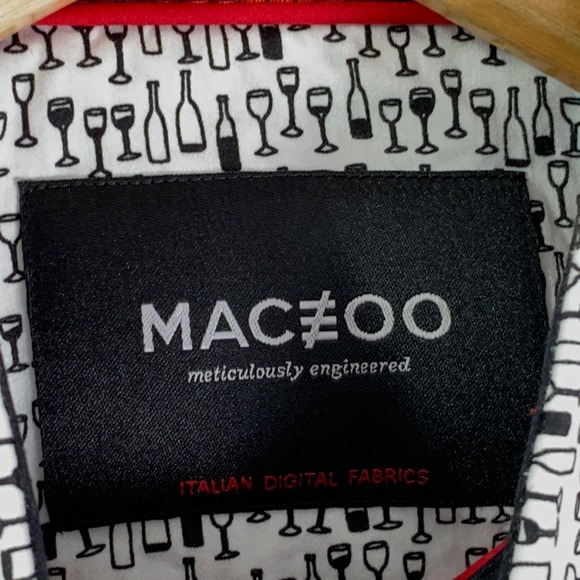 MACEOO
meticulously engineered
ITALIAN DIGITAL FABRICS